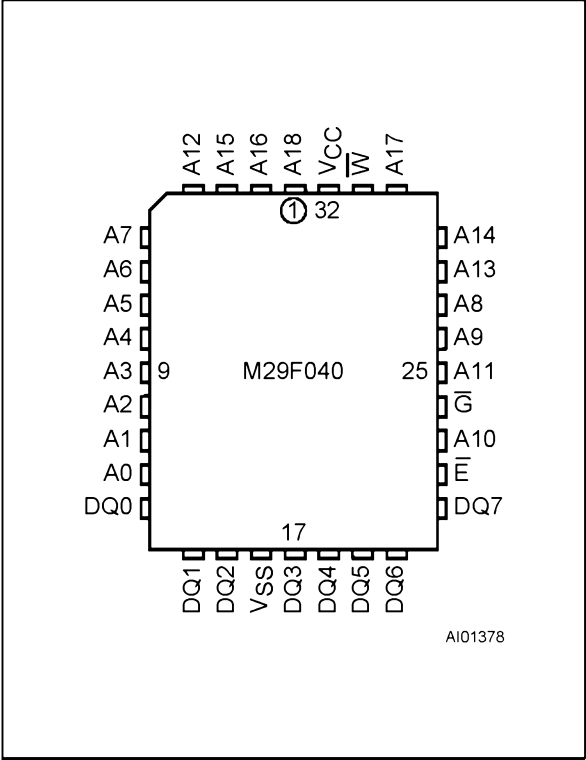 A12 A15 A16 A18 VCC W̅ A17
1 32
A7 A14
A6 A13
A5 A8
A4 A9
A3 9 M29F040 25 A11
A2 G̅
A1 A10
A0 E̅
DQ0 DQ7
17
DQ1 DQ2 VSS DQ3 DQ4 DQ5 DQ6
AI01378